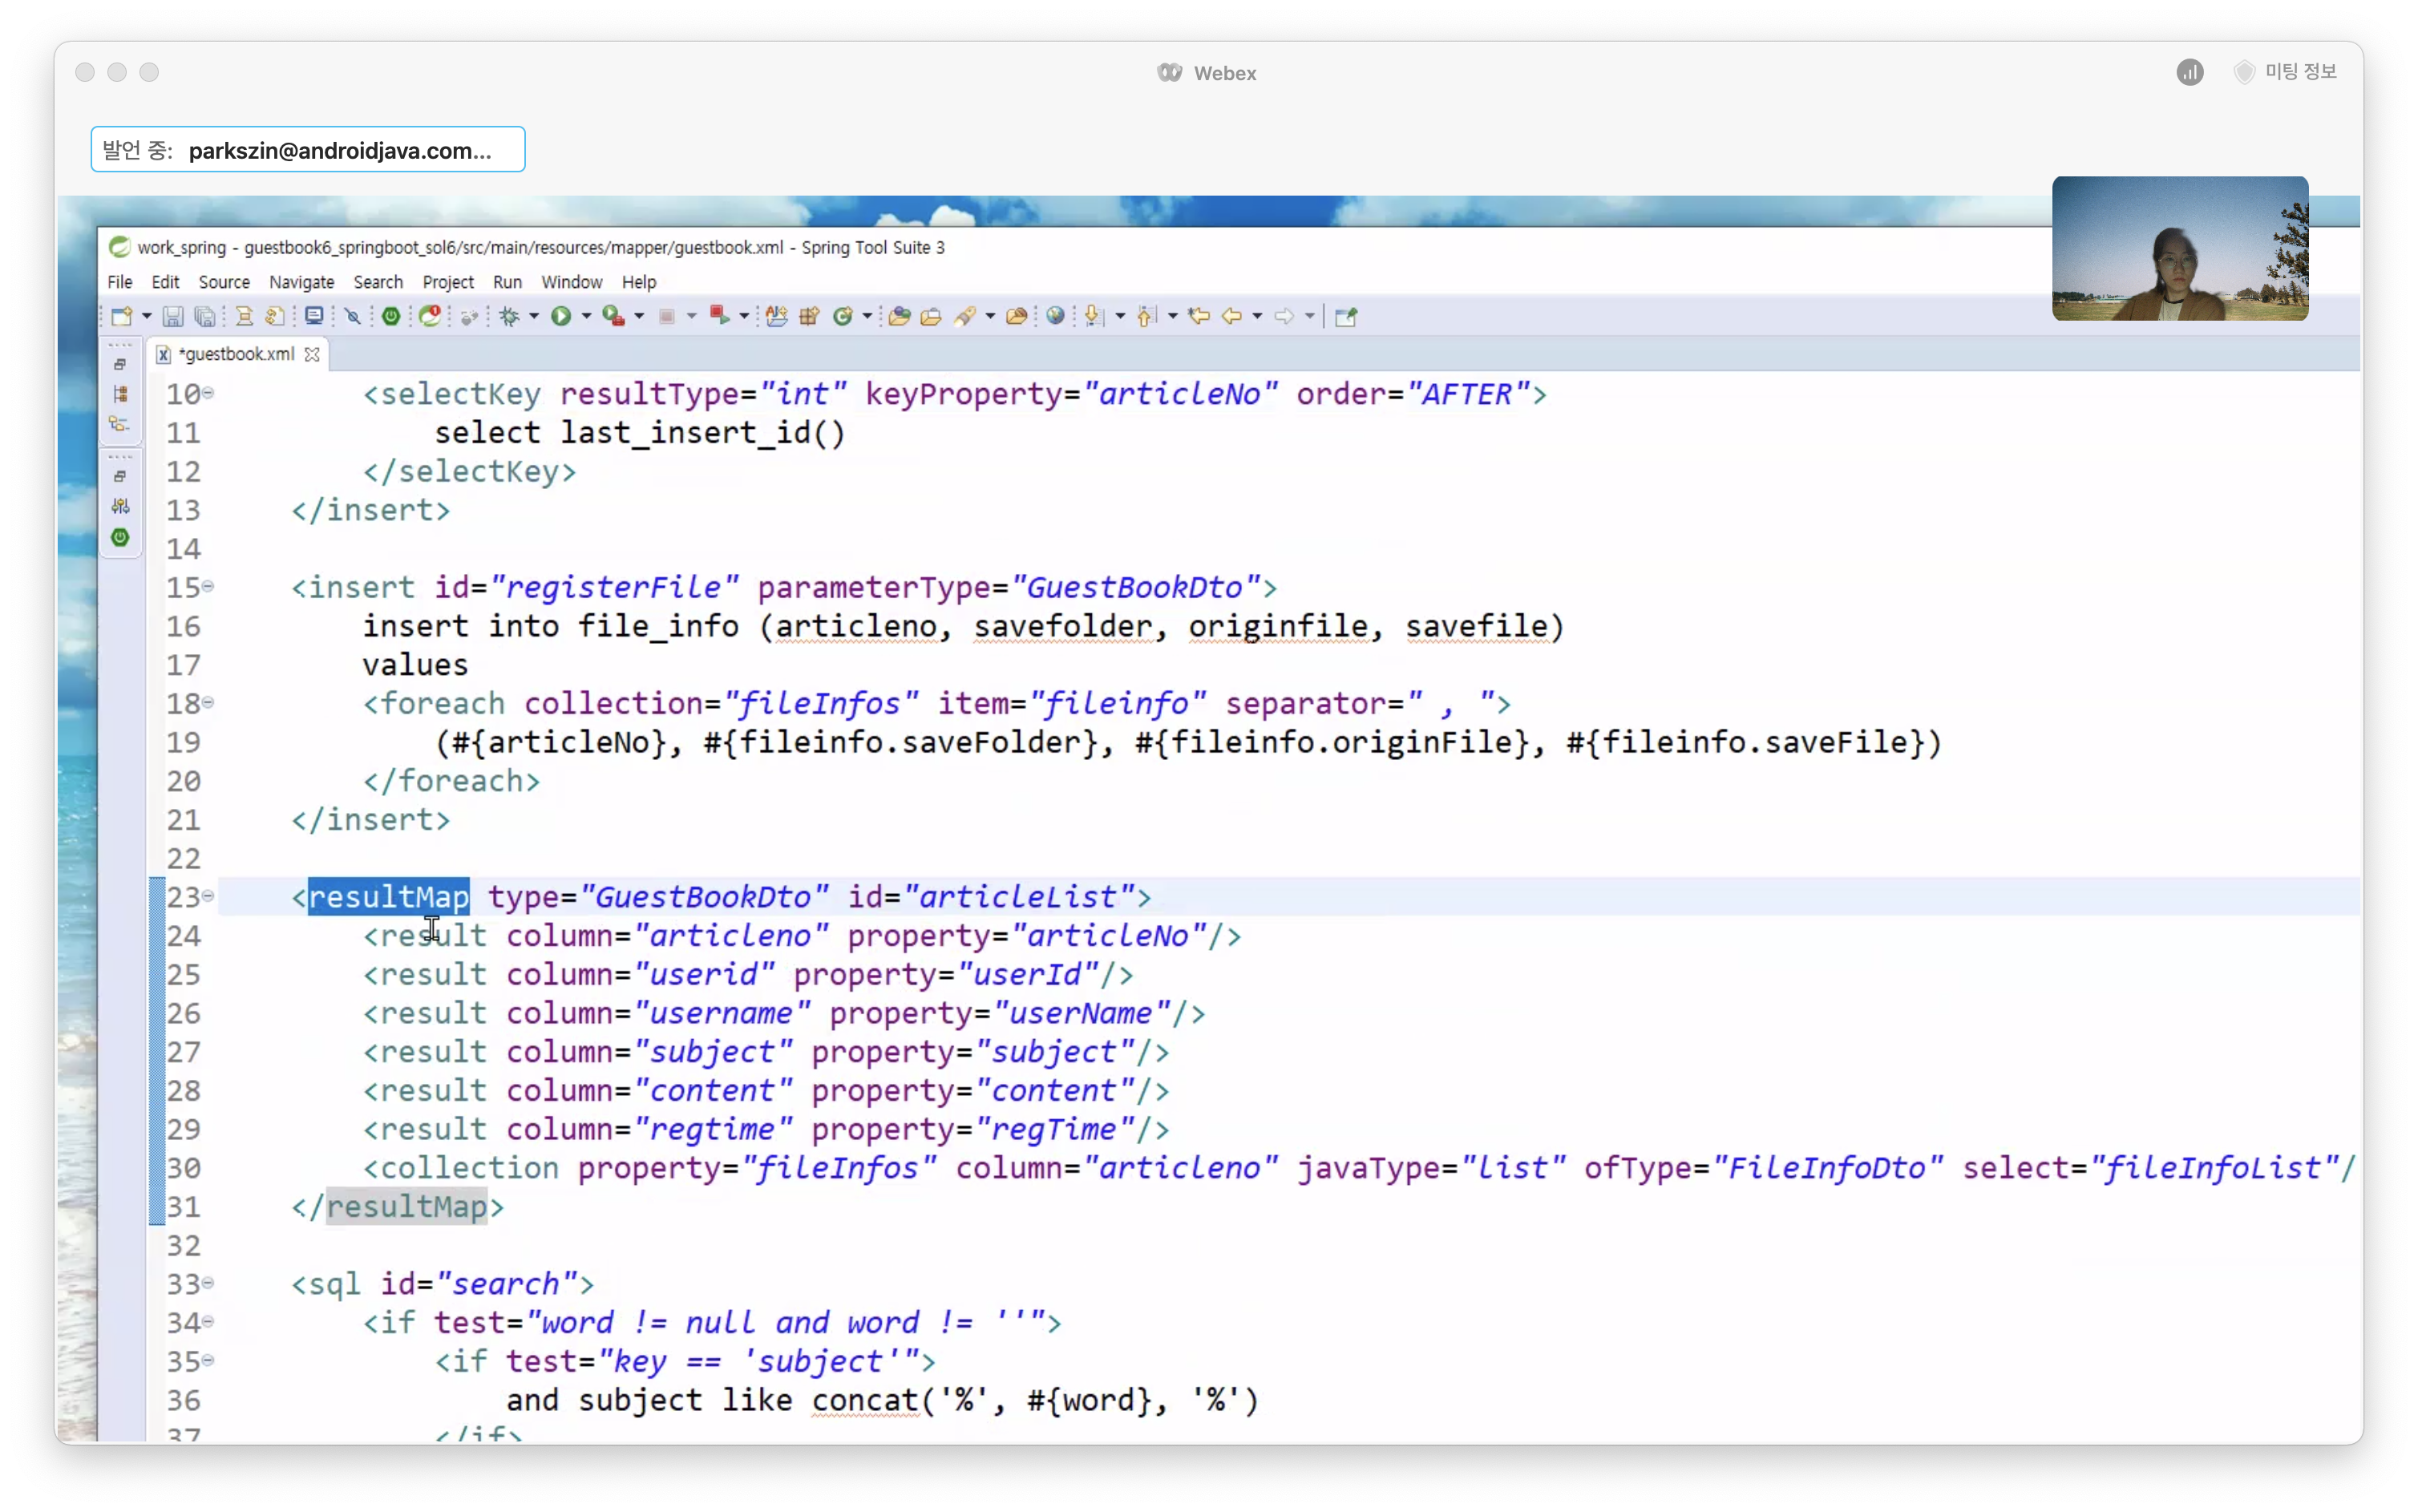 Webex
미팅 정보
발언 중: parkszin@androidjava.com...
work_spring - guestbook6_springboot_sol6/src/main/resources/mapper/guestbook.xml - Spring Tool Suite 3
File Edit Source Navigate Search Project Run Window Help
*guestbook.xml
10 <selectKey resultType="int" keyProperty="articleNo" order="AFTER">
11 select last_insert_id()
12 </selectKey>
13 </insert>
14
15 <insert id="registerFile" parameterType="GuestBookDto">
16 insert into file_info (articleno, savefolder, originfile, savefile)
17 values
18 <foreach collection="fileInfos" item="fileinfo" separator=" , ">
19 (#{articleNo}, #{fileinfo.saveFolder}, #{fileinfo.originFile}, #{fileinfo.saveFile})
20 </foreach>
21 </insert>
22
23 <resultMap type="GuestBookDto" id="articleList">
24 <result column="articleno" property="articleNo"/>
25 <result column="userid" property="userId"/>
26 <result column="username" property="userName"/>
27 <result column="subject" property="subject"/>
28 <result column="content" property="content"/>
29 <result column="regtime" property="regTime"/>
30 <collection property="fileInfos" column="articleno" javaType="list" ofType="FileInfoDto" select="fileInfoList"/
31 </resultMap>
32
33 <sql id="search">
34 <if test="word != null and word != ''">
35 <if test="key == 'subject'">
36 and subject like concat('%', #{word}, '%')
37 </if>